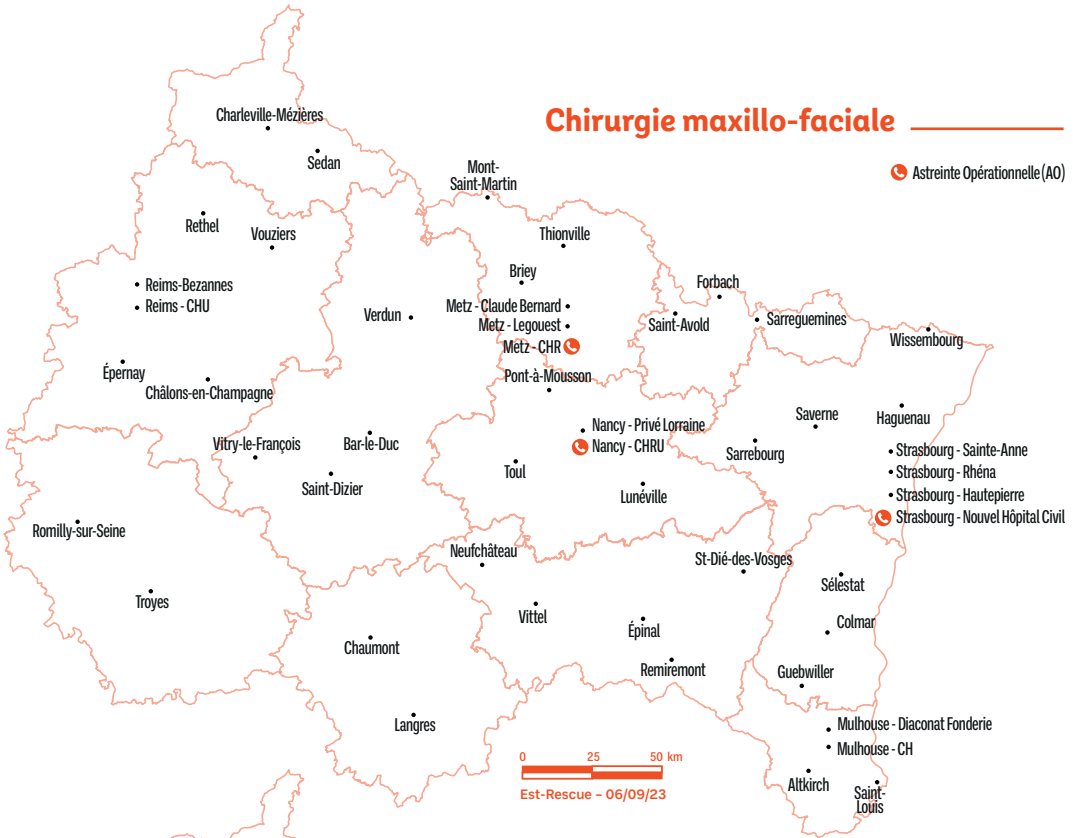 Chirurgie maxillo-faciale
Astreinte Opérationnelle (AO)
Charleville-Mézières
Sedan
Mont-
Saint-Martin
Rethel
Vouziers
Thionville
Briey
Forbach
Reims-Bezannes
Reims - CHU
Metz - Claude Bernard
Verdun
Metz - Legouest
Saint-Avold
Sarreguemines
Metz - CHR
Wissembourg
Épernay
Pont-à-Mousson
Châlons-en-Champagne
Saverne
Haguenau
Nancy - Privé Lorraine
Vitry-le-François
Bar-le-Duc
Nancy - CHRU
Sarrebourg
Strasbourg - Sainte-Anne
Toul
Strasbourg - Rhéna
Saint-Dizier
Lunéville
Strasbourg - Hautepierre
Strasbourg - Nouvel Hôpital Civil
Romilly-sur-Seine
Neufchâteau
St-Dié-des-Vosges
Sélestat
Troyes
Vittel
Épinal
Colmar
Chaumont
Remiremont
Guebwiller
Langres
Mulhouse - Diaconat Fonderie
Mulhouse - CH
0 25 50 km
Altkirch
Saint-
Louis
Est-Rescue - 06/09/23